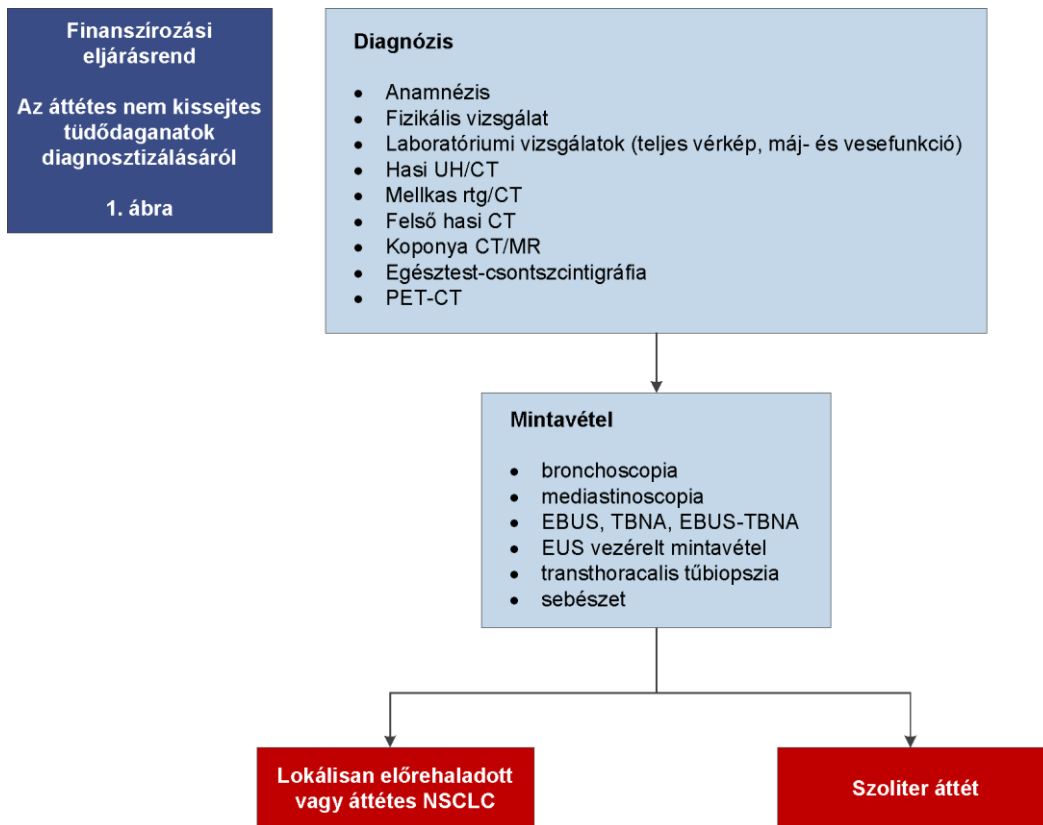 Finanszírozási
eljárásrend
Az áttétes nem kissejtes
tüdődaganatok
diagnosztizálásáról
1. ábra
Diagnózis
• Anamnézis
• Fizikális vizsgálat
• Laboratóriumi vizsgálatok (teljes vérkép, máj- és vesefunkció)
• Hasi UH/CT
• Mellkas rtg/CT
• Felső hasi CT
• Koponya CT/MR
• Egésztest-csontszcintigráfia
• PET-CT
Mintavétel
• bronchoscopia
• mediastinoscopia
• EBUS, TBNA, EBUS-TBNA
• EUS vezérelt mintavétel
• transthoracalis tűbiopszia
• sebészet
Lokálisan előrehaladott
vagy áttétes NSCLC
Szoliter áttét